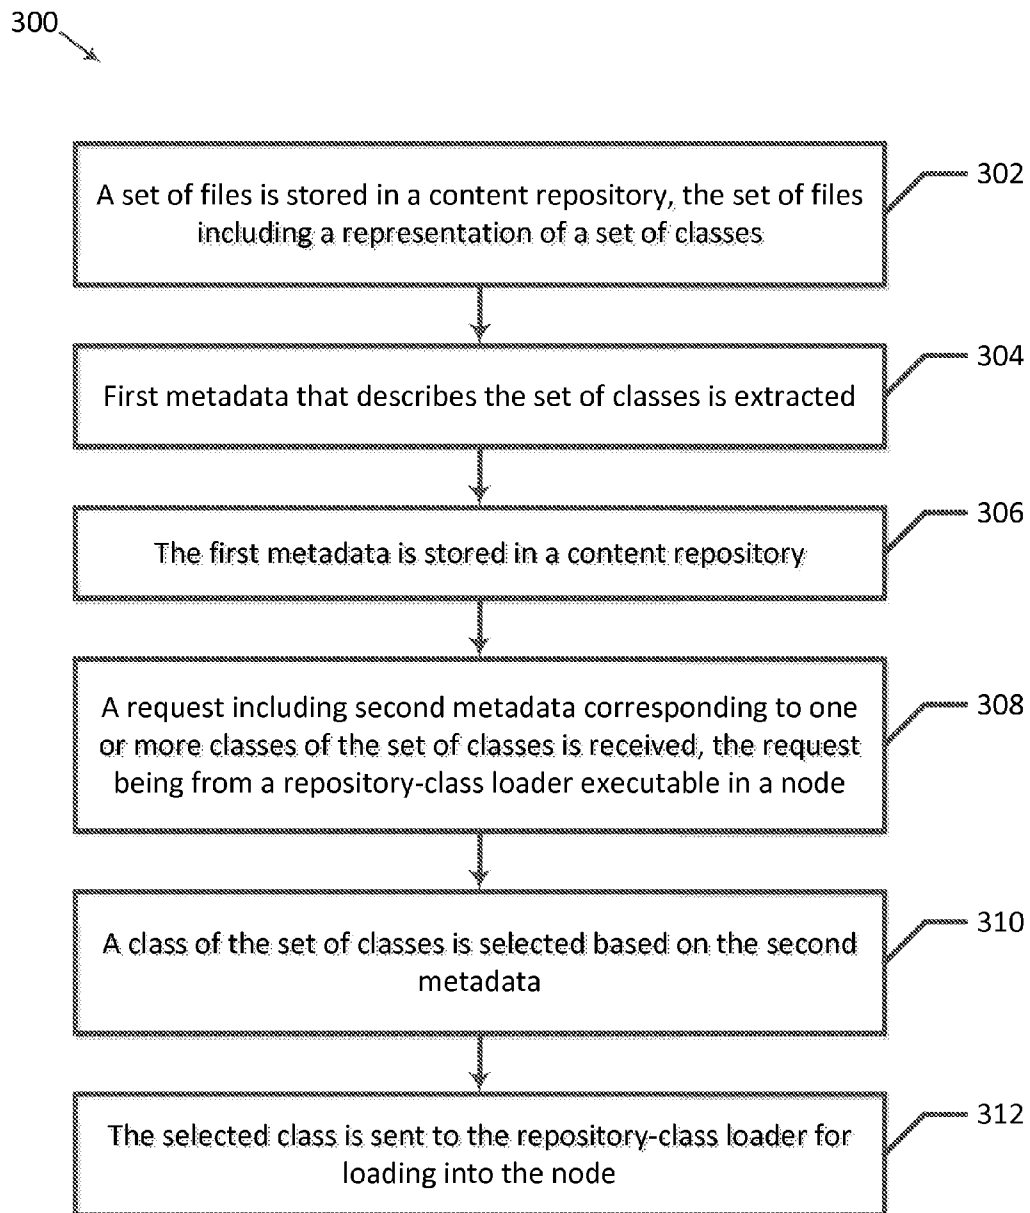 300
A set of files is stored in a content repository, the set of files
including a representation of a set of classes
302
First metadata that describes the set of classes is extracted
304
The first metadata is stored in a content repository
306
A request including second metadata corresponding to one
or more classes of the set of classes is received, the request
being from a repository-class loader executable in a node
308
A class of the set of classes is selected based on the second
metadata
310
The selected class is sent to the repository-class loader for
loading into the node
312